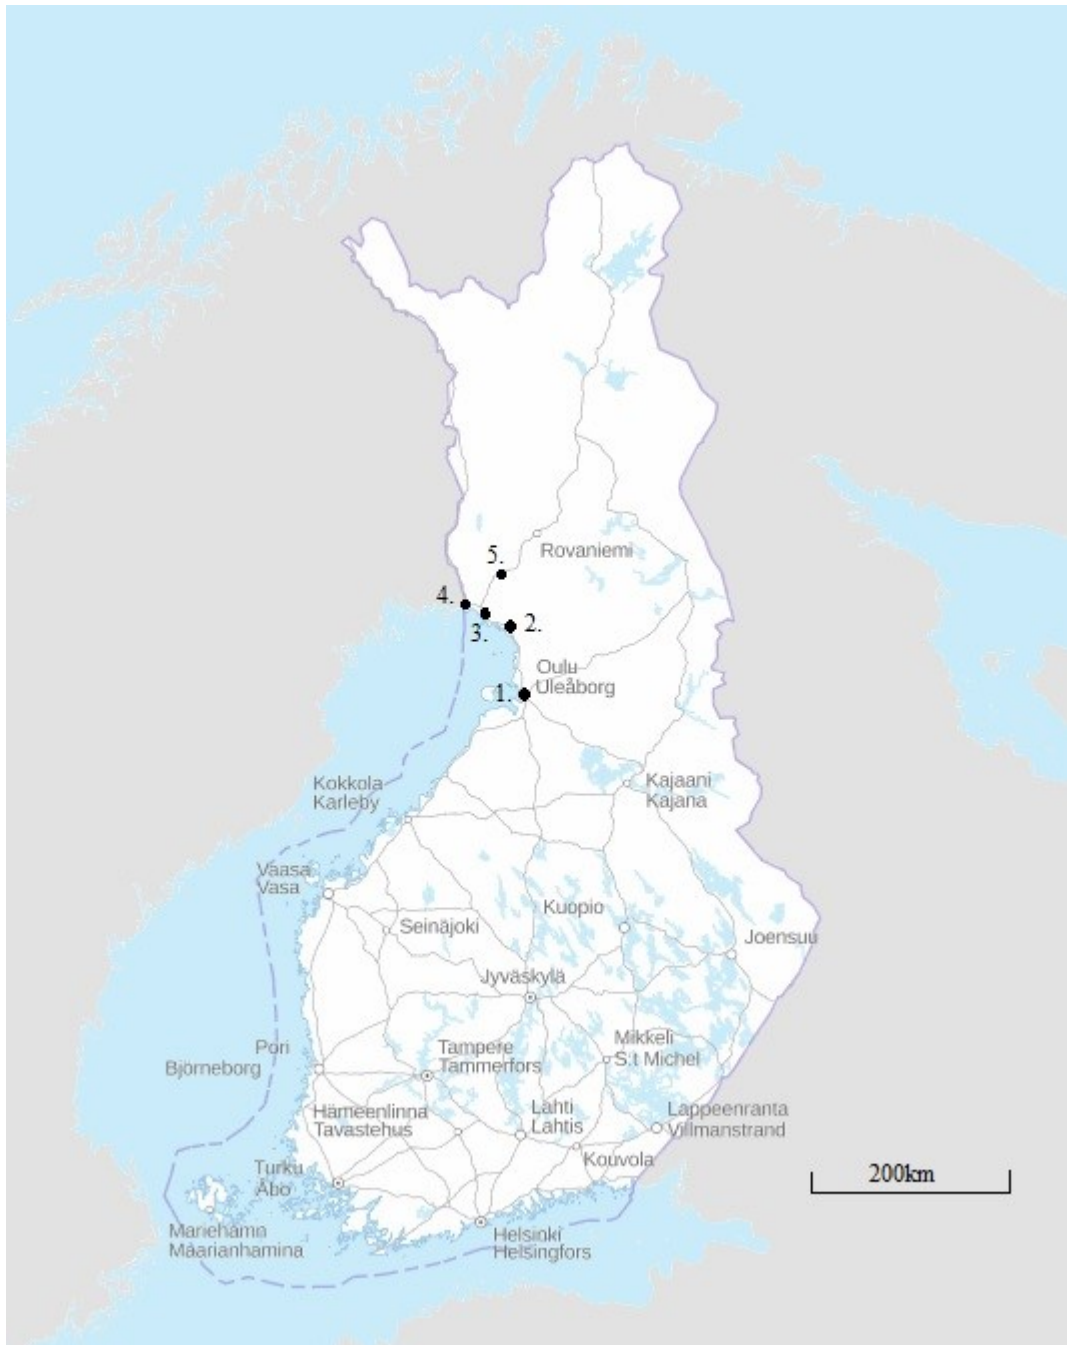 Rovaniemi
5.
4.
3.
2.
Oulu
Uleåborg
1.
Kokkola
Karleby
Kajaani
Kajana
Vaasa
Vasa
Kuopio
Seinäjoki
Joensuu
Jyväskylä
Mikkeli
S:t Michel
Pori
Björneborg
Tampere
Tammerfors
Hämeenlinna
Tavastehus
Lahti
Lahtis
Lappeenranta
Villmanstrand
Kouvola
200km
Turku
Åbo
Mariehamn
Maarianhamina
Helsinki
Helsingfors